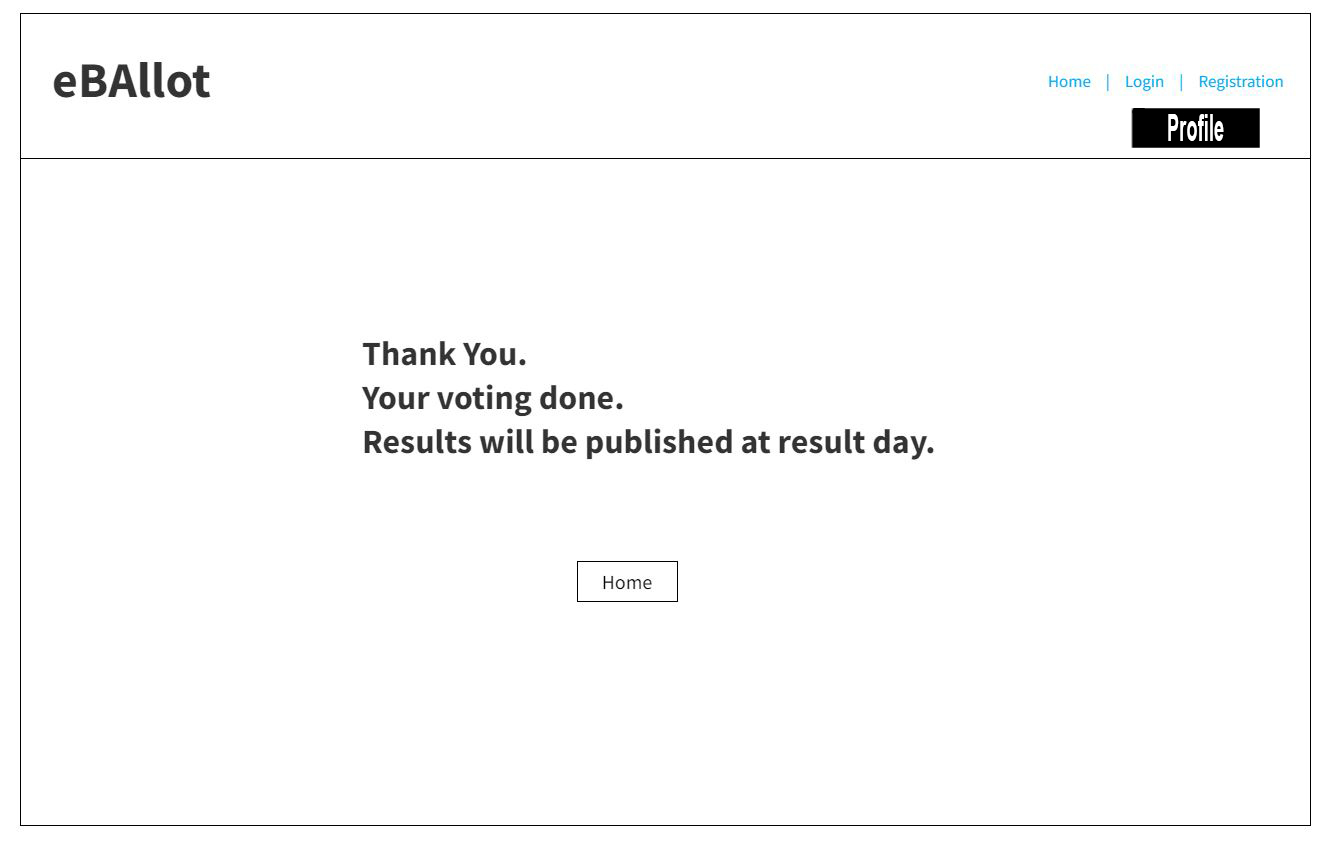 eBAllot
Home | Login | Registration
Profile
Thank You.
Your voting done.
Results will be published at result day.
Home